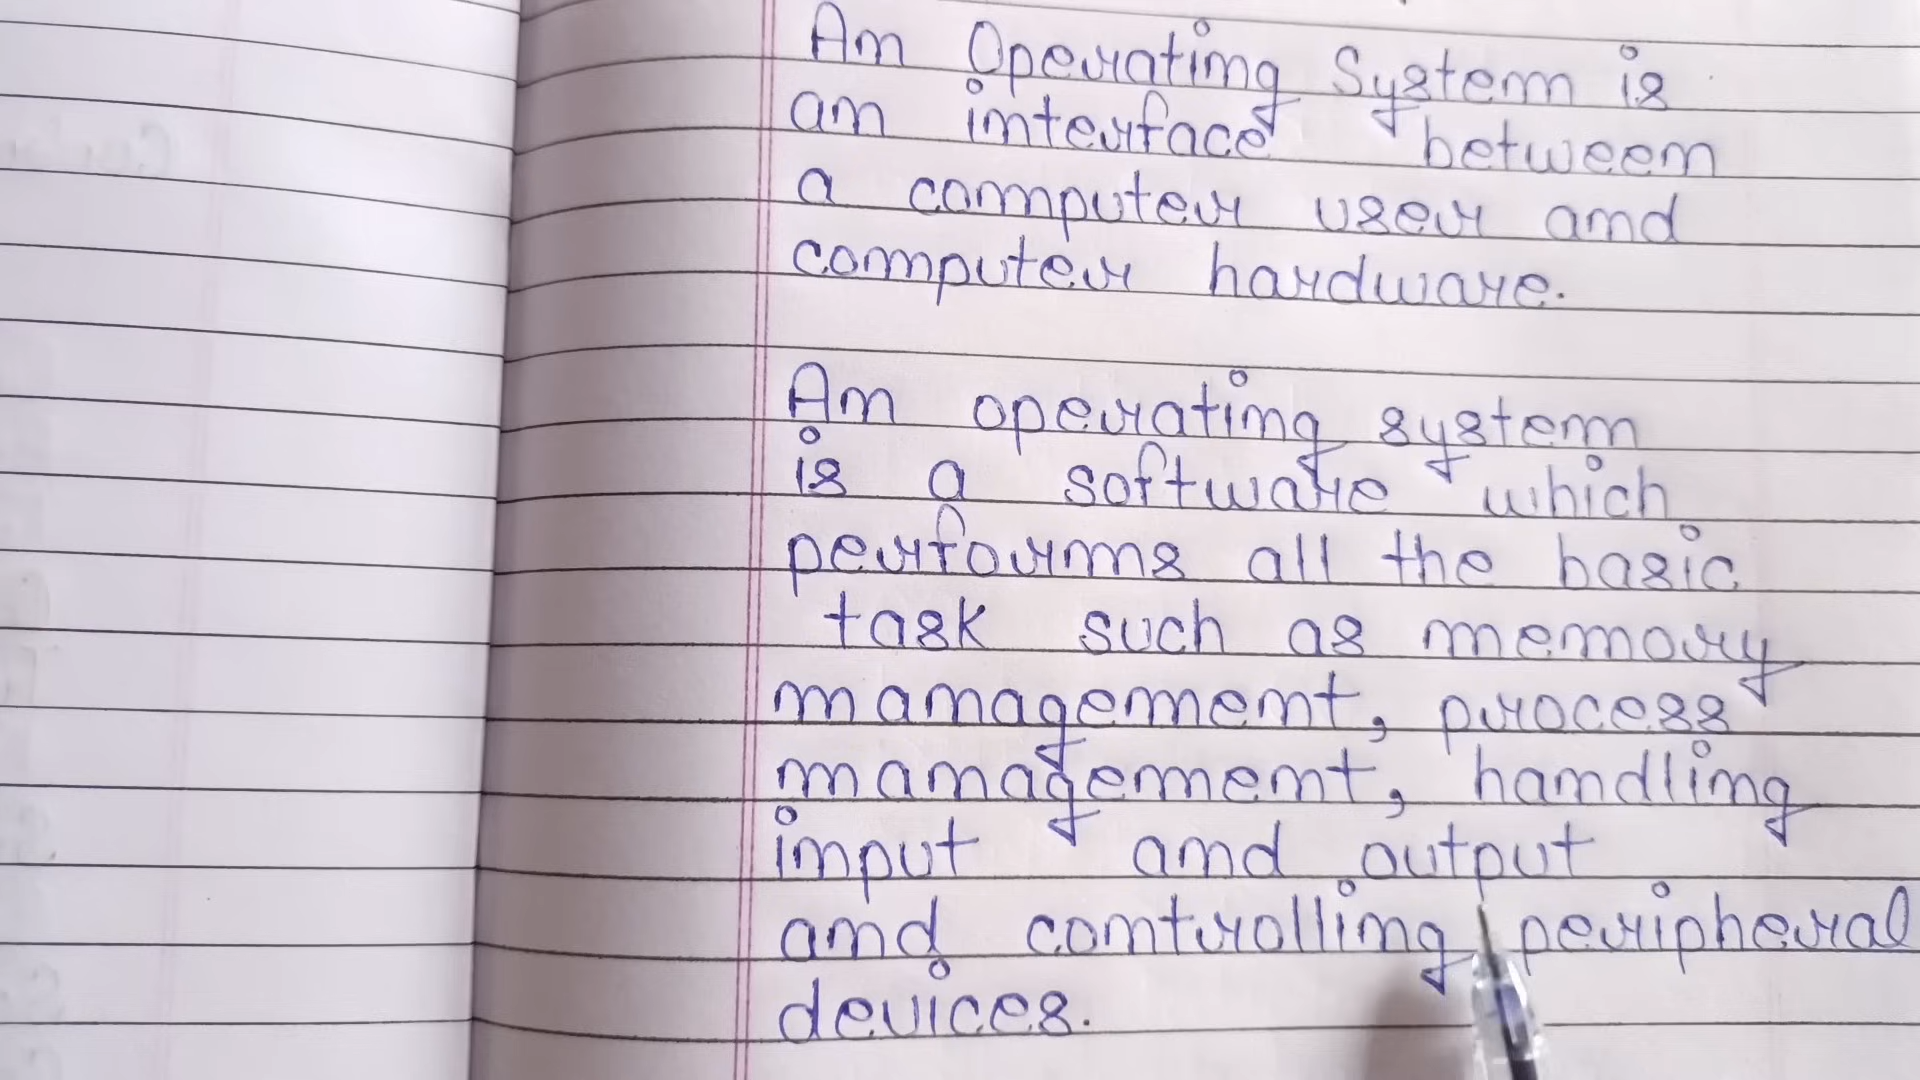 An Operating System is
an interface between
a computer user and
computer hardware.
An operating system
is a software which
performs all the basic
task such as memory
management, process
management, handling
input and output
and controlling peripheral
devices.